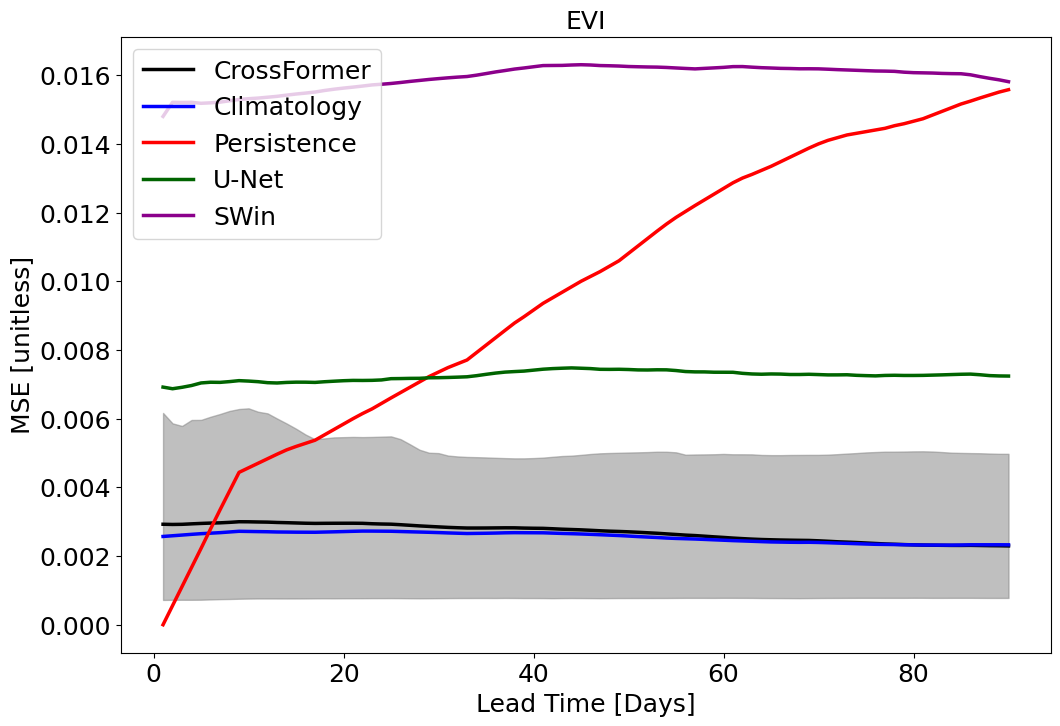 EVI
CrossFormer
Climatology
Persistence
U-Net
SWin
MSE [unitless]
0.016
0.014
0.012
0.010
0.008
0.006
0.004
0.002
0.000
0 20 40 60 80
Lead Time [Days]